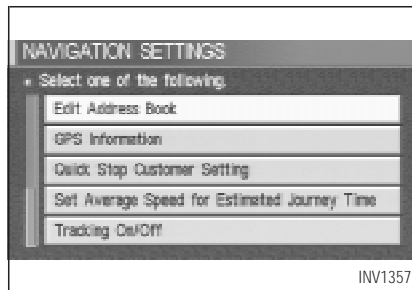 NAVIGATION SETTINGS
Select one of the following.
Edit Address Book
GPS Information
Quick Stop Customer Setting
Set Average Speed for Estimated Journey Time
Tracking On/Off
INV1357